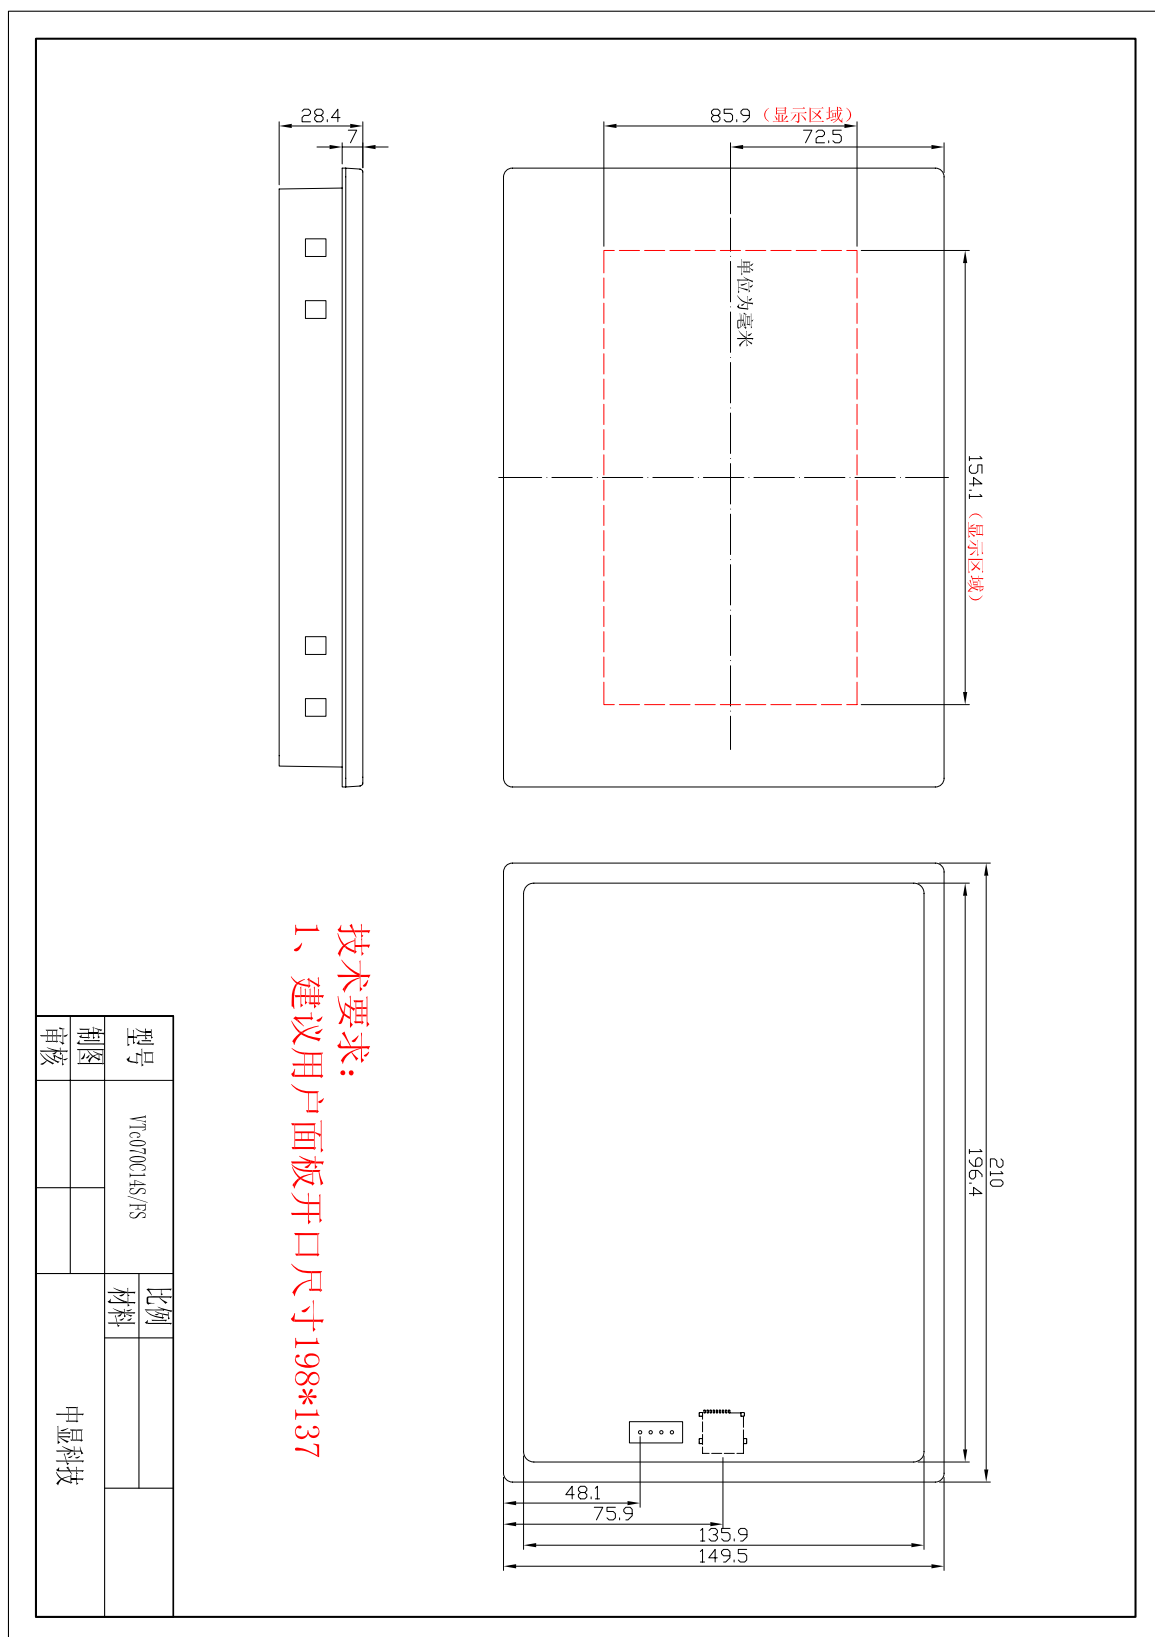 28.4
7
85.9（显示区域）
72.5
单位为毫米
154.1（显示区域）
210
196.4
48.1
75.9
135.9
149.5
技术要求：
1、建议用户面板开口尺寸198*137
型号
VTc070C14S/FS
比例
材料
制图
审核
中显科技